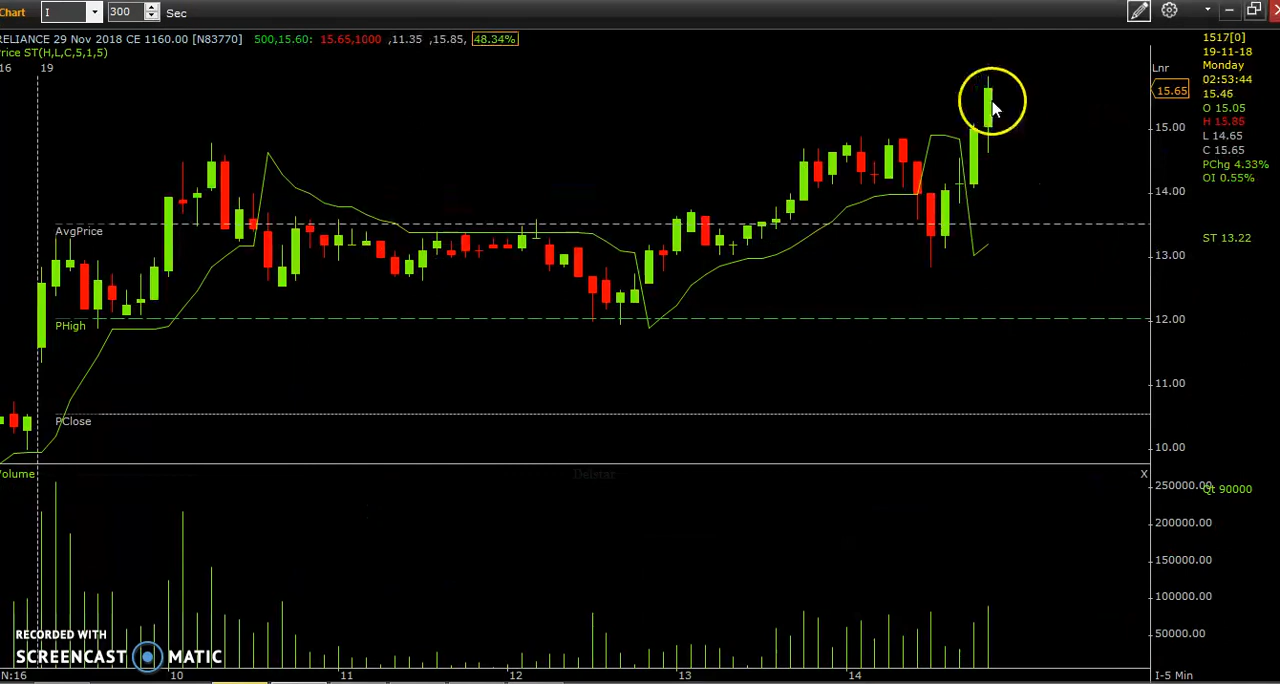 Chart I 300 Sec
RELIANCE 29 Nov 2018 CE 1160.00 [N83770] 500,15.60: 15.65,1000 ,11.35 ,15.85, 48.34%
Price ST(H,L,C,5,1,5)
16 19
Lnr
15.65
15.00
14.00
13.00
12.00
11.00
10.00
AvgPrice
PHigh
PClose
1517[0]
19-11-18
Monday
02:53:44
15.46
O 15.05
H 15.85
L 14.65
C 15.65
PChg 4.33%
OI 0.55%
ST 13.22
Volume
X
250000.00
Qt 90000
200000.00
150000.00
100000.00
50000.00
RECORDED WITH
SCREENCAST MATIC
N:16 10 11 12 13 14 I-5 Min